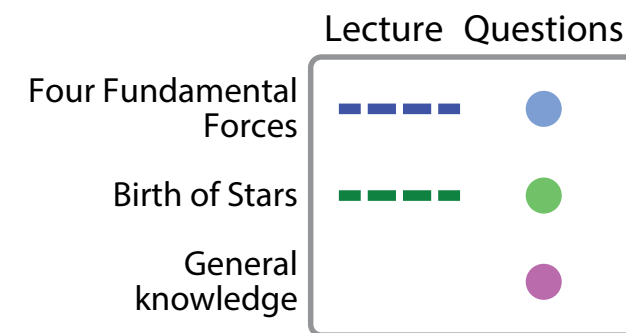 Lecture Questions
Four Fundamental
Forces
Birth of Stars
General
knowledge